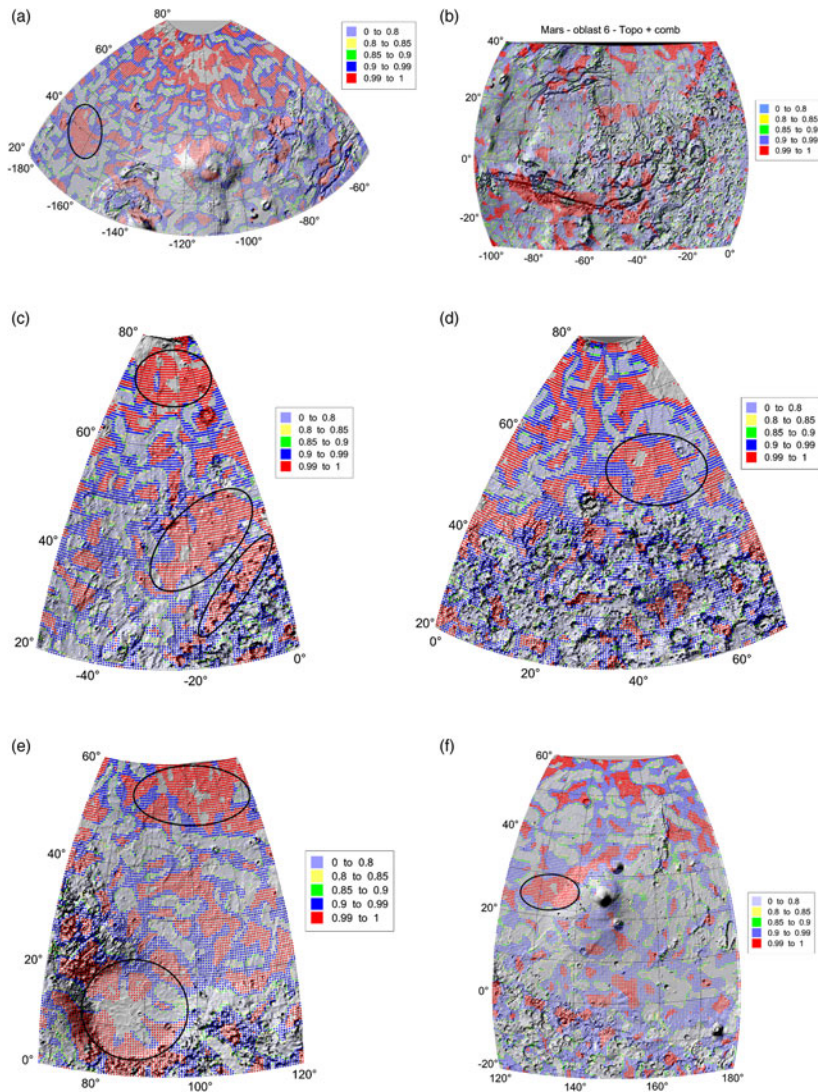 (a)
80°
60°
40°
20°
-180°
-160°
-140°
-120°
-100°
-80°
-60°
0 to 0.8
0.8 to 0.85
0.85 to 0.9
0.9 to 0.99
0.99 to 1
(b)
Mars - oblast 6 - Topo + comb
40°
20°
0°
-20°
-100°
-80°
-60°
-40°
-20°
0°
0 to 0.8
0.8 to 0.85
0.85 to 0.9
0.9 to 0.99
0.99 to 1
(c)
80°
60°
40°
20°
-40°
-20°
0°
0 to 0.8
0.8 to 0.85
0.85 to 0.9
0.9 to 0.99
0.99 to 1
(d)
80°
60°
40°
20°
0°
20°
40°
60°
0 to 0.8
0.8 to 0.85
0.85 to 0.9
0.9 to 0.99
0.99 to 1
(e)
60°
40°
20°
0°
80°
100°
120°
0 to 0.8
0.8 to 0.85
0.85 to 0.9
0.9 to 0.99
0.99 to 1
(f)
60°
40°
20°
0°
-20°
120°
140°
160°
180°
0 to 0.8
0.8 to 0.85
0.85 to 0.9
0.9 to 0.99
0.99 to 1